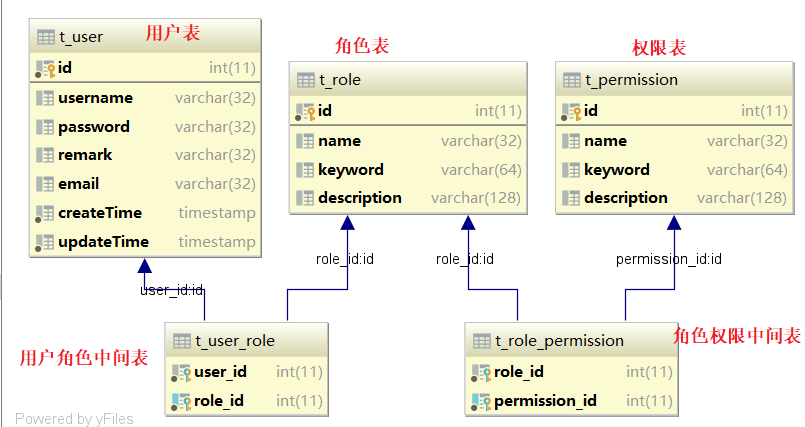 t_user
用户表
id int(11)
username varchar(32)
password varchar(32)
remark varchar(32)
email varchar(32)
createTime timestamp
updateTime timestamp
角色表
t_role
id int(11)
name varchar(32)
keyword varchar(64)
description varchar(128)
权限表
t_permission
id int(11)
name varchar(32)
keyword varchar(64)
description varchar(128)
user_id:id
role_id:id
role_id:id
permission_id:id
用户角色中间表
t_user_role
user_id int(11)
role_id int(11)
t_role_permission
角色权限中间表
role_id int(11)
permission_id int(11)
Powered by yFiles